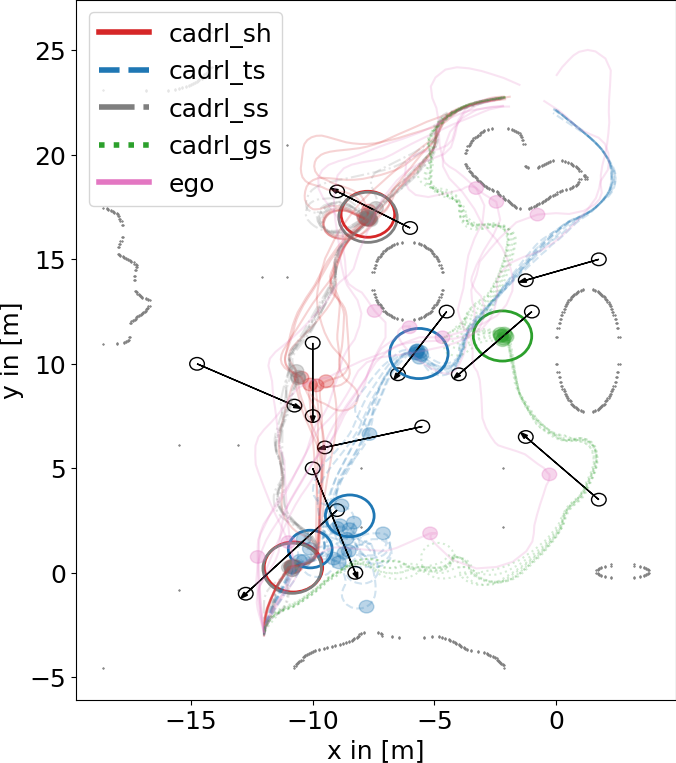 cadrl_sh
cadrl_ts
cadrl_ss
cadrl_gs
ego
25
20
15
10
5
0
−5
y in [m]
−15
−10
−5
0
x in [m]